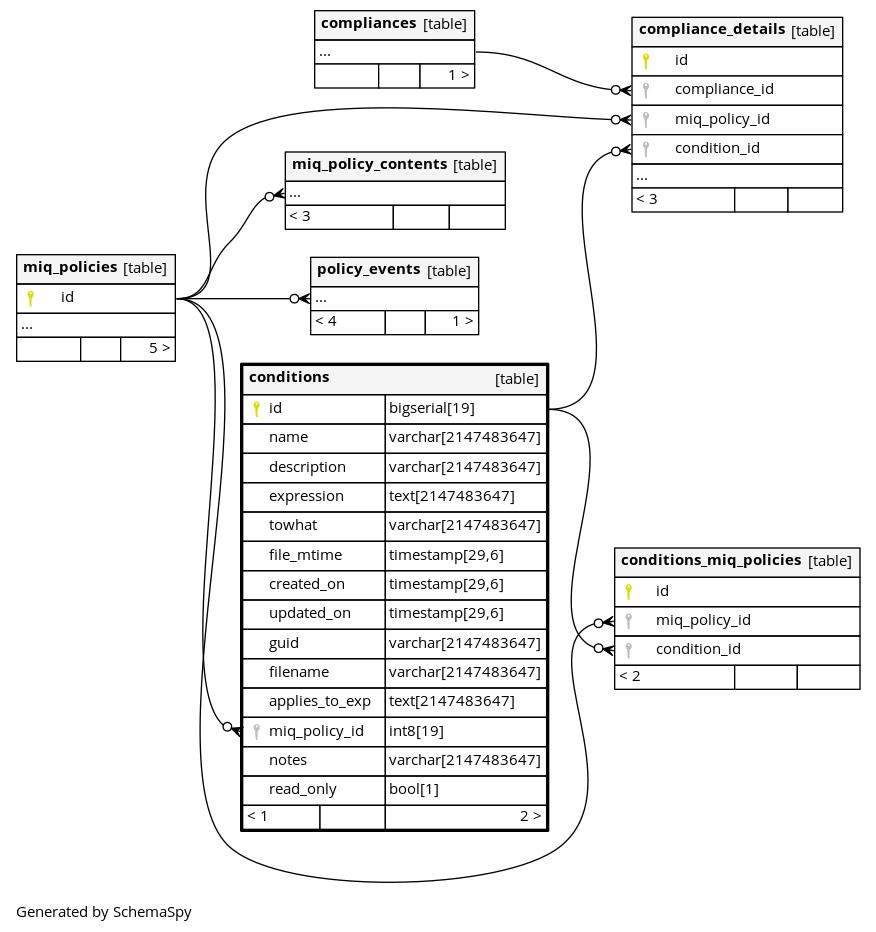 compliances [table]
...
1 >
compliance_details [table]
id
compliance_id
miq_policy_id
condition_id
...
< 3
miq_policy_contents [table]
...
< 3
miq_policies [table]
id
...
5 >
policy_events [table]
...
< 4 1 >
conditions [table]
id bigserial[19]
name varchar[2147483647]
description varchar[2147483647]
expression text[2147483647]
towhat varchar[2147483647]
file_mtime timestamp[29,6]
created_on timestamp[29,6]
updated_on timestamp[29,6]
guid varchar[2147483647]
filename varchar[2147483647]
applies_to_exp text[2147483647]
miq_policy_id int8[19]
notes varchar[2147483647]
read_only bool[1]
< 1 2 >
conditions_miq_policies [table]
id
miq_policy_id
condition_id
< 2
Generated by SchemaSpy